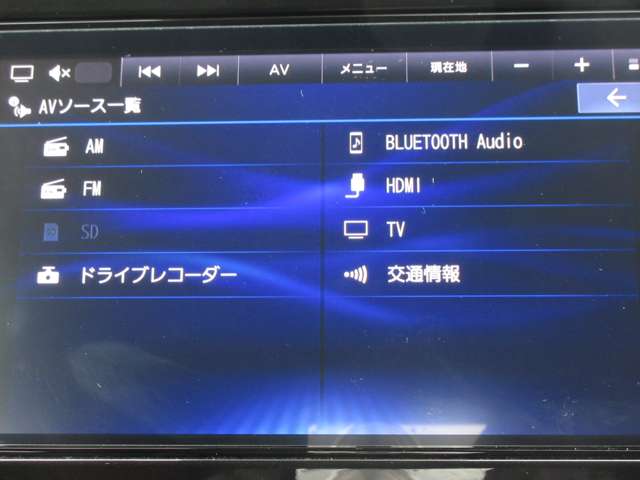 AV メニュー 現在地 − +
AVソース一覧
AM
FM
SD
ドライブレコーダー
BLUETOOTH Audio
HDMI
TV
交通情報